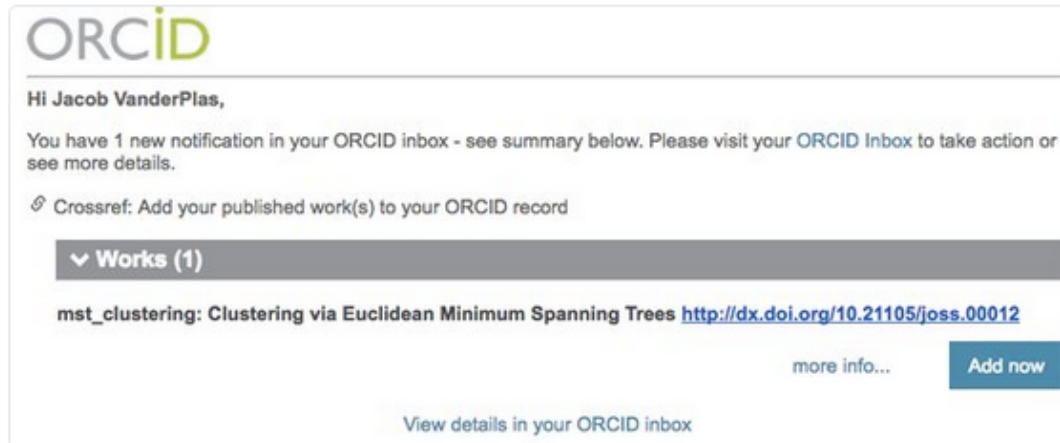 ORCiD
Hi Jacob VanderPlas,
You have 1 new notification in your ORCID inbox - see summary below. Please visit your ORCID Inbox to take action or
see more details.
Crossref: Add your published work(s) to your ORCID record
Works (1)
mst_clustering: Clustering via Euclidean Minimum Spanning Trees http://dx.doi.org/10.21105/joss.00012
more info... Add now
View details in your ORCID inbox